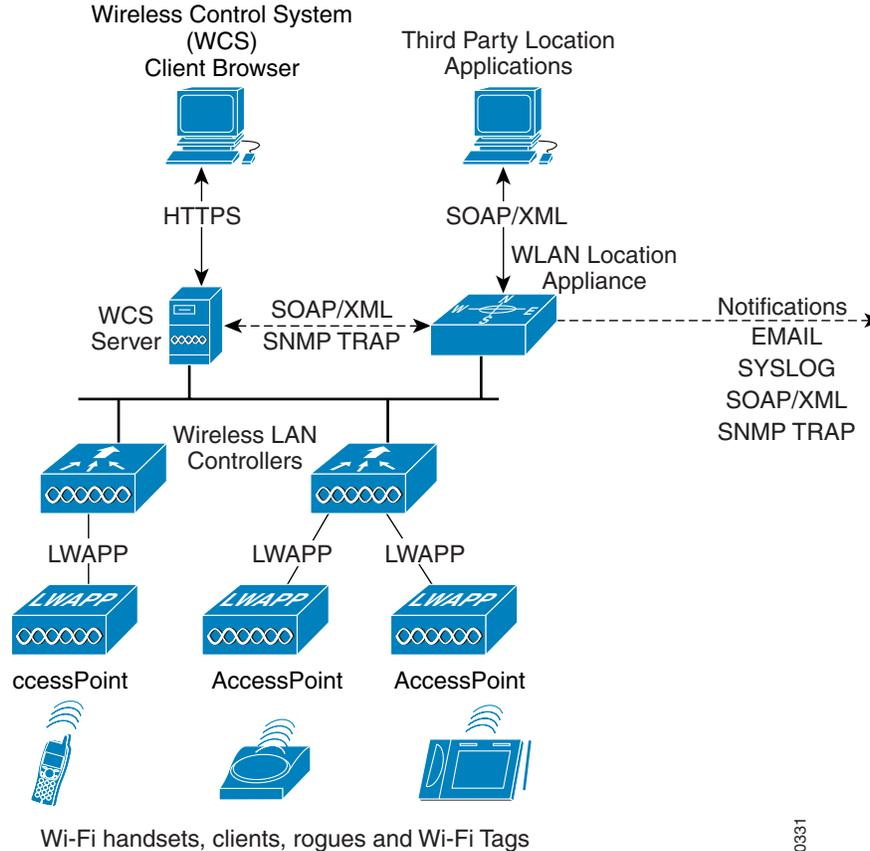 Wireless Control System
(WCS)
Client Browser
Third Party Location
Applications
HTTPS
SOAP/XML
WLAN Location
Appliance
N
W
E
S
WCS
Server
SOAP/XML
SNMP TRAP
Notifications
EMAIL
SYSLOG
SOAP/XML
SNMP TRAP
Wireless LAN
Controllers
LWAPP
LWAPP
LWAPP
LWAPP
LWAPP
LWAPP
ccessPoint
AccessPoint
AccessPoint
Wi-Fi handsets, clients, rogues and Wi-Fi Tags
0331